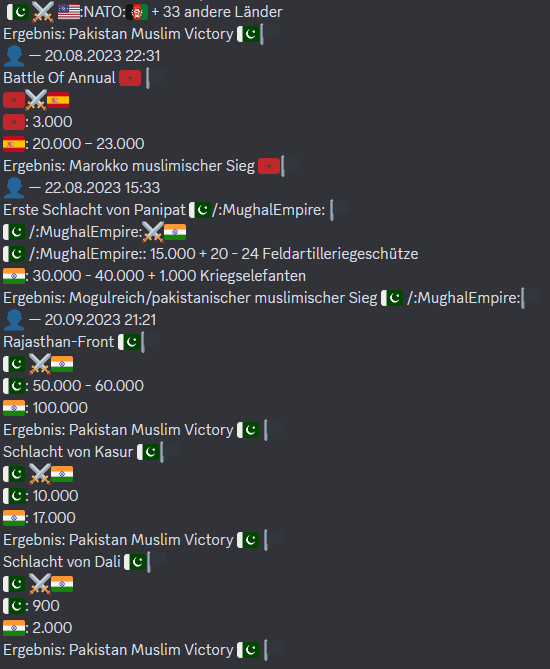 🇵🇰 ⚔️ 🇺🇸:NATO:🇦🇫 + 33 andere Länder
Ergebnis: Pakistan Muslim Victory 🇵🇰
👤 — 20.08.2023 22:31
Battle Of Annual 🇲🇦
🇲🇦⚔️🇪🇸
🇲🇦: 3.000
🇪🇸: 20.000 - 23.000
Ergebnis: Marokko muslimischer Sieg 🇲🇦
👤 — 22.08.2023 15:33
Erste Schlacht von Panipat 🇵🇰/:MughalEmpire:
🇵🇰 /:MughalEmpire:⚔️🇮🇳
🇵🇰 /:MughalEmpire:: 15.000 + 20 - 24 Feldartilleriegeschütze
🇮🇳: 30.000 - 40.000 + 1.000 Kriegselefanten
Ergebnis: Mogulreich/pakistanischer muslimischer Sieg 🇵🇰 /:MughalEmpire:
👤 — 20.09.2023 21:21
Rajasthan-Front 🇵🇰
🇵🇰 ⚔️🇮🇳
🇵🇰: 50.000 - 60.000
🇮🇳: 100.000
Ergebnis: Pakistan Muslim Victory 🇵🇰
Schlacht von Kasur 🇵🇰
🇵🇰 ⚔️🇮🇳
🇵🇰: 10.000
🇮🇳: 17.000
Ergebnis: Pakistan Muslim Victory 🇵🇰
Schlacht von Dali 🇵🇰
🇵🇰 ⚔️🇮🇳
🇵🇰: 900
🇮🇳: 2.000
Ergebnis: Pakistan Muslim Victory 🇵🇰